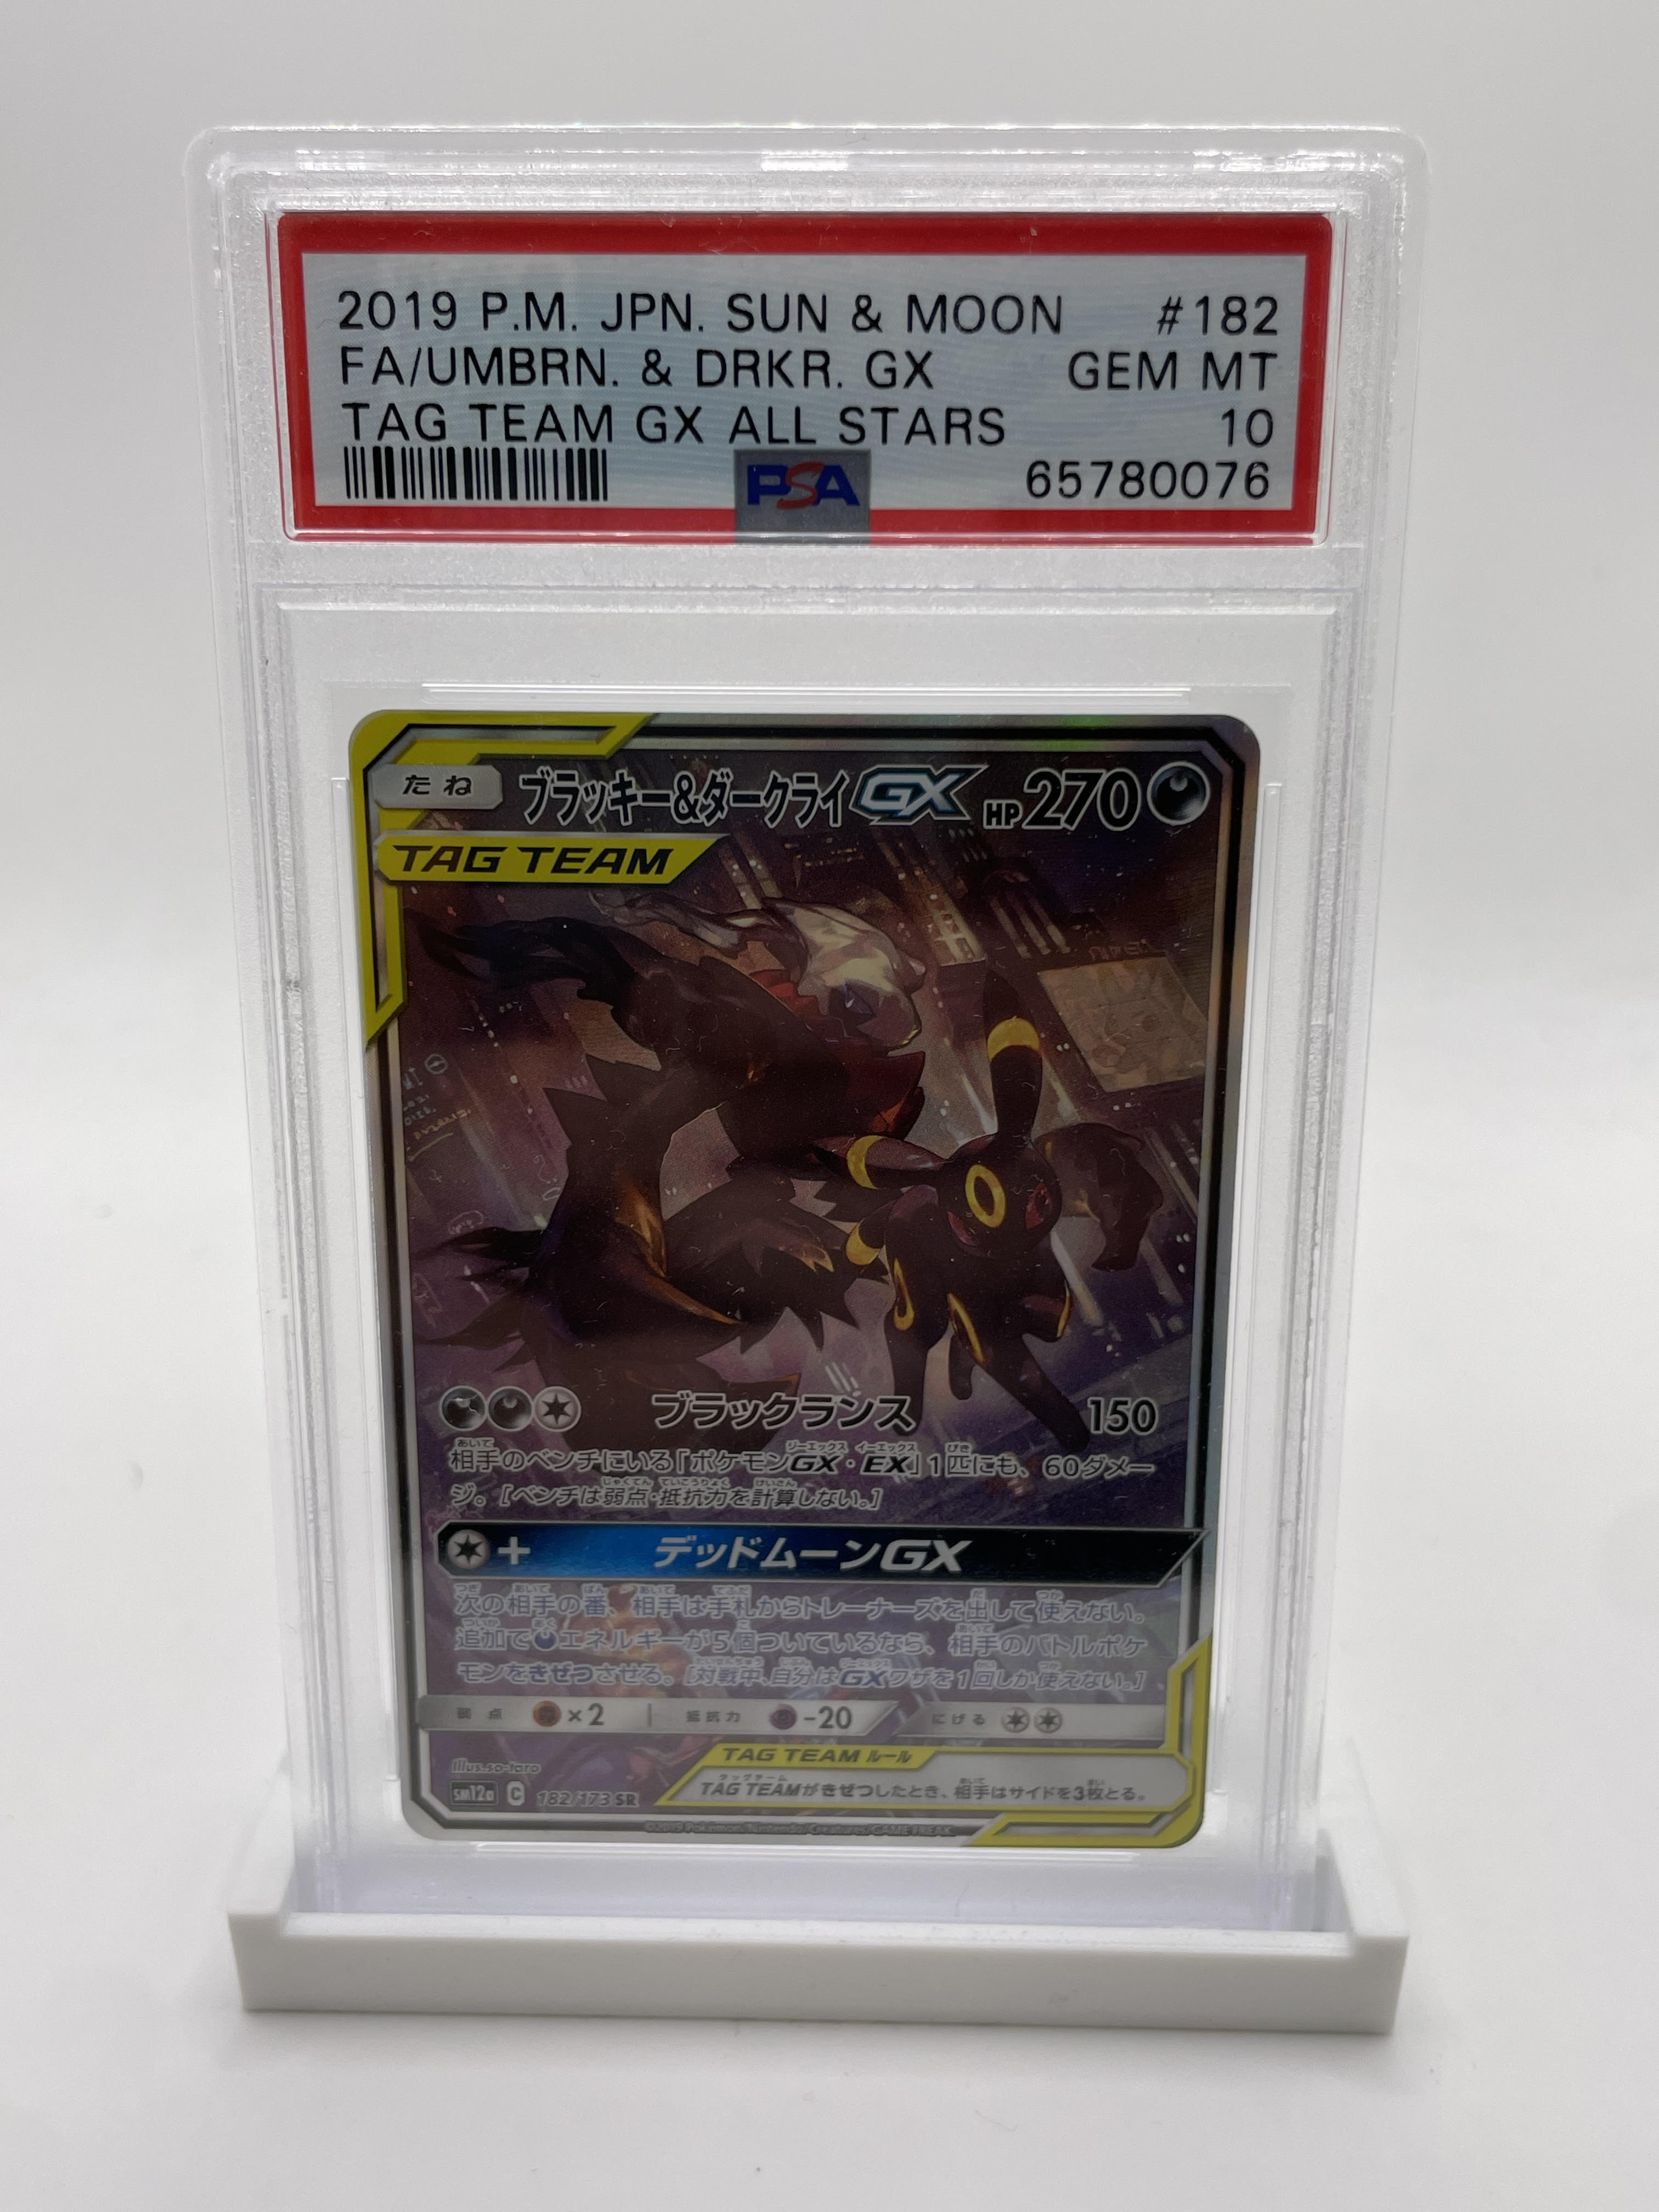 2019 P.M. JPN. SUN & MOON #182
FA/UMBRN. & DRKR. GX GEM MT
TAG TEAM GX ALL STARS 10
PSA 65780076
たね ブラッキー&ダークライGX HP270
TAG TEAM
ブラックランス 150
相手のベンチにいる「ポケモンGX・EX」1匹にも、60ダメー
ジ。[ベンチは弱点・抵抗力を計算しない。]
+ デッドムーンGX
次の相手の番、相手は手札からトレーナーズを出して使えない。
追加でエネルギーが5個ついているなら、相手のバトルポケ
モンをきぜつさせる。[対戦中、自分はGXワザを1回しか使えない。]
弱点 ×2 抵抗力 -20 にげる
TAG TEAM ルール
TAG TEAMがきぜつしたとき、相手はサイドを3枚とる。
illus.so-taro
sm12a C 182/173 SR
©2019 Pokémon/Nintendo/Creatures/GAME FREAK.